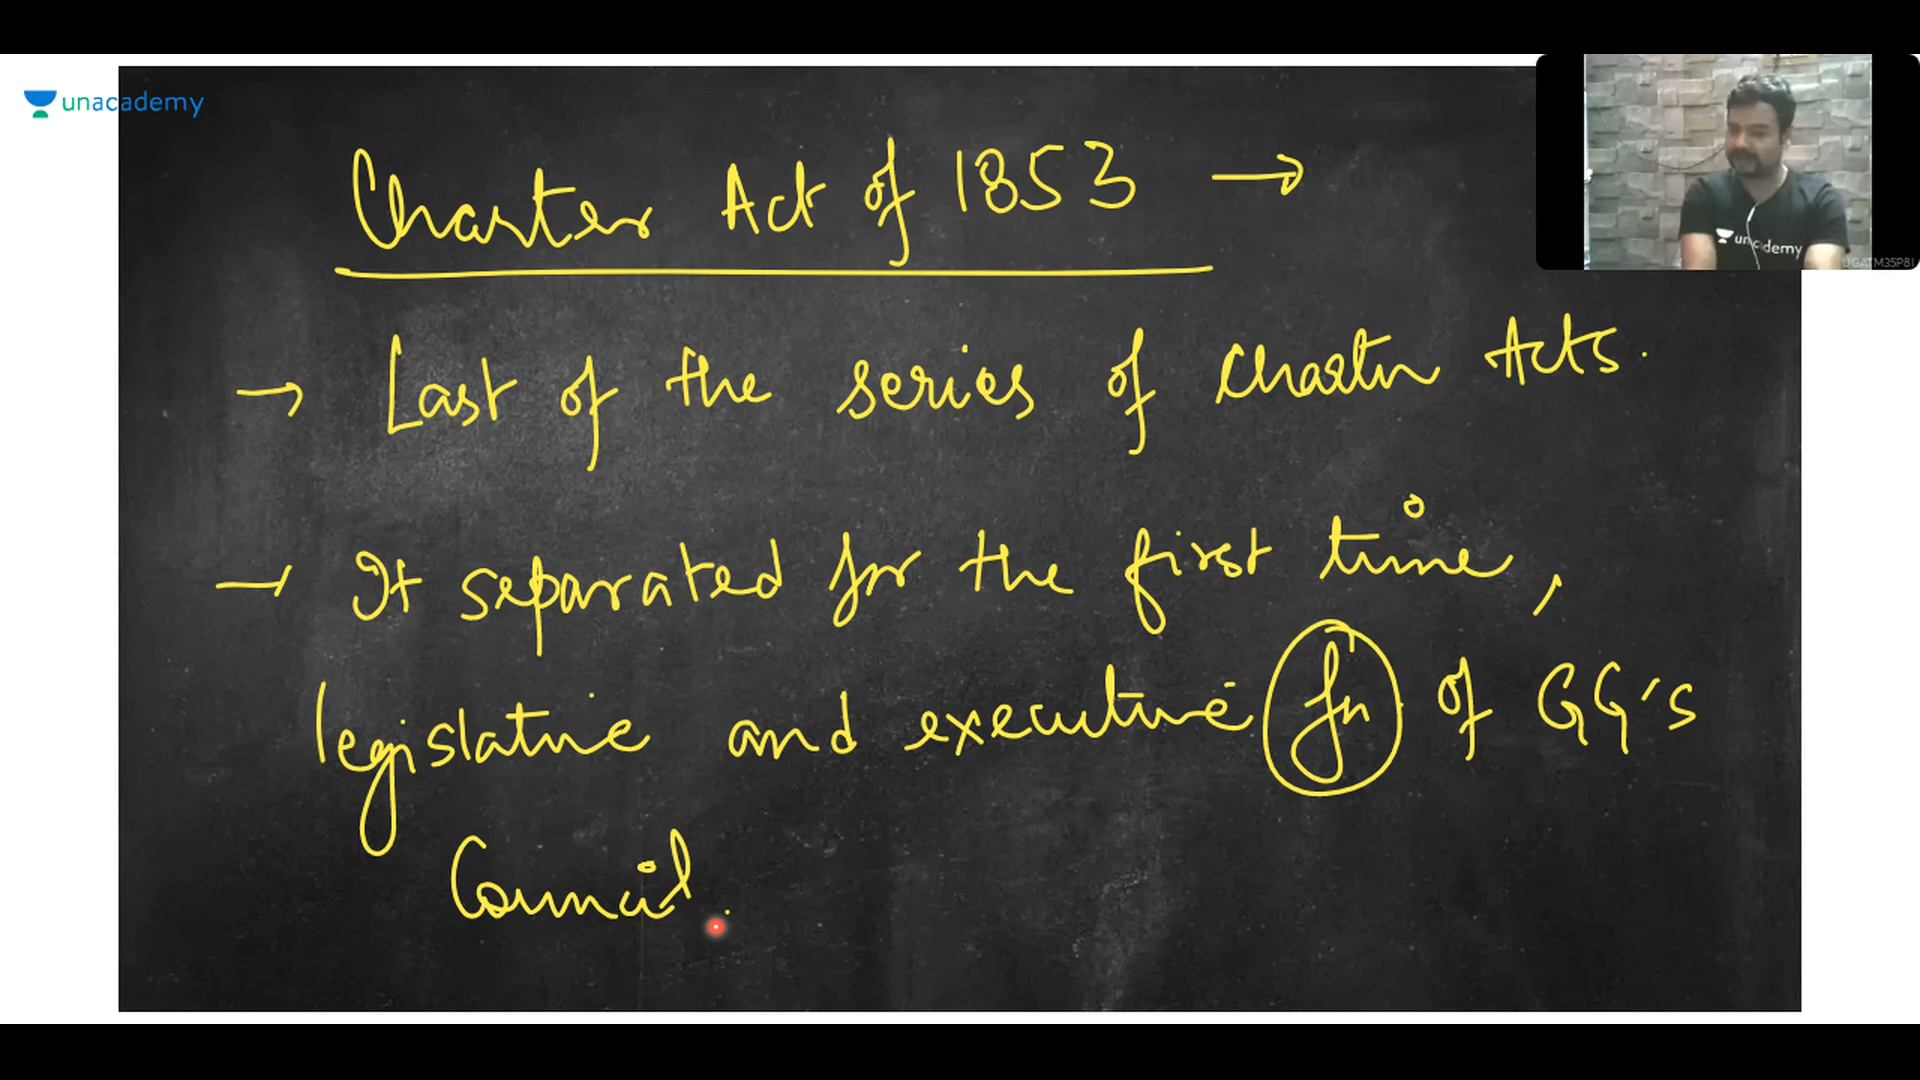 unacademy
Charter Act of 1853 →
→ Last of the series of Charter Acts.
→ It separated for the first time,
legislative and executive fn of GG's
Council.
unacademy
UGATM35P8I